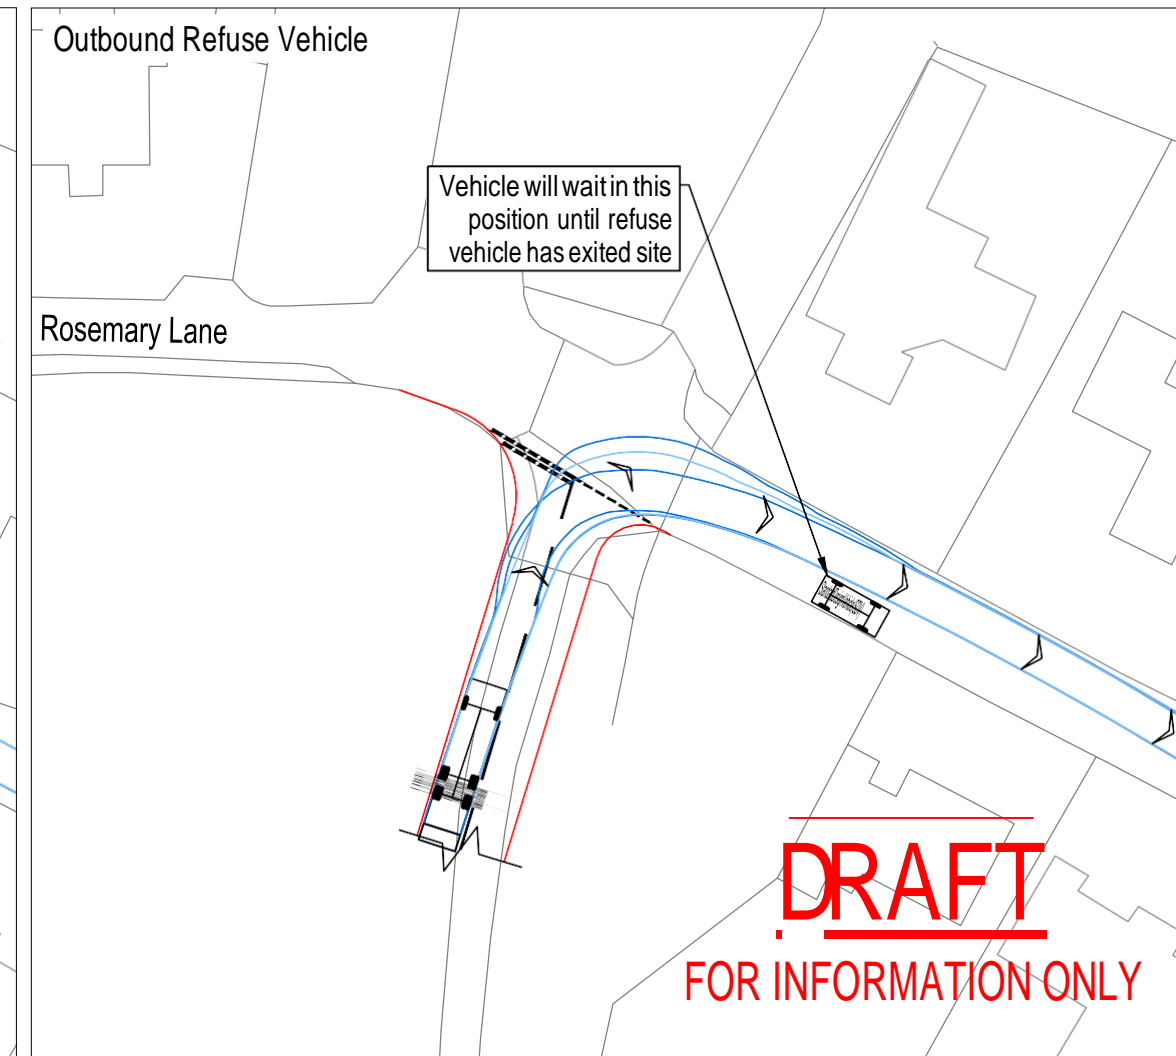 Outbound Refuse Vehicle
Vehicle will wait in this
position until refuse
vehicle has exited site
Rosemary Lane
DRAFT
FOR INFORMATION ONLY